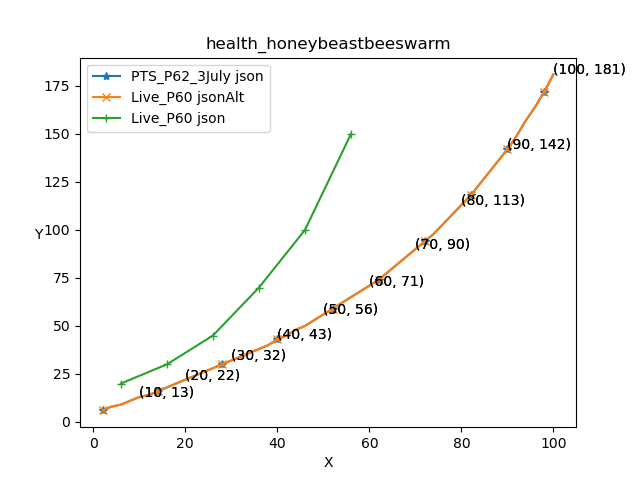 health_honeybeastbeeswarm
PTS_P62_3July json
Live_P60 jsonAlt
Live_P60 json
Y
175
150
125
100
75
50
25
0
(100, 181)
(90, 142)
(80, 113)
(70, 90)
(60, 71)
(50, 56)
(40, 43)
(30, 32)
(20, 22)
(10, 13)
0 20 40 60 80 100
X